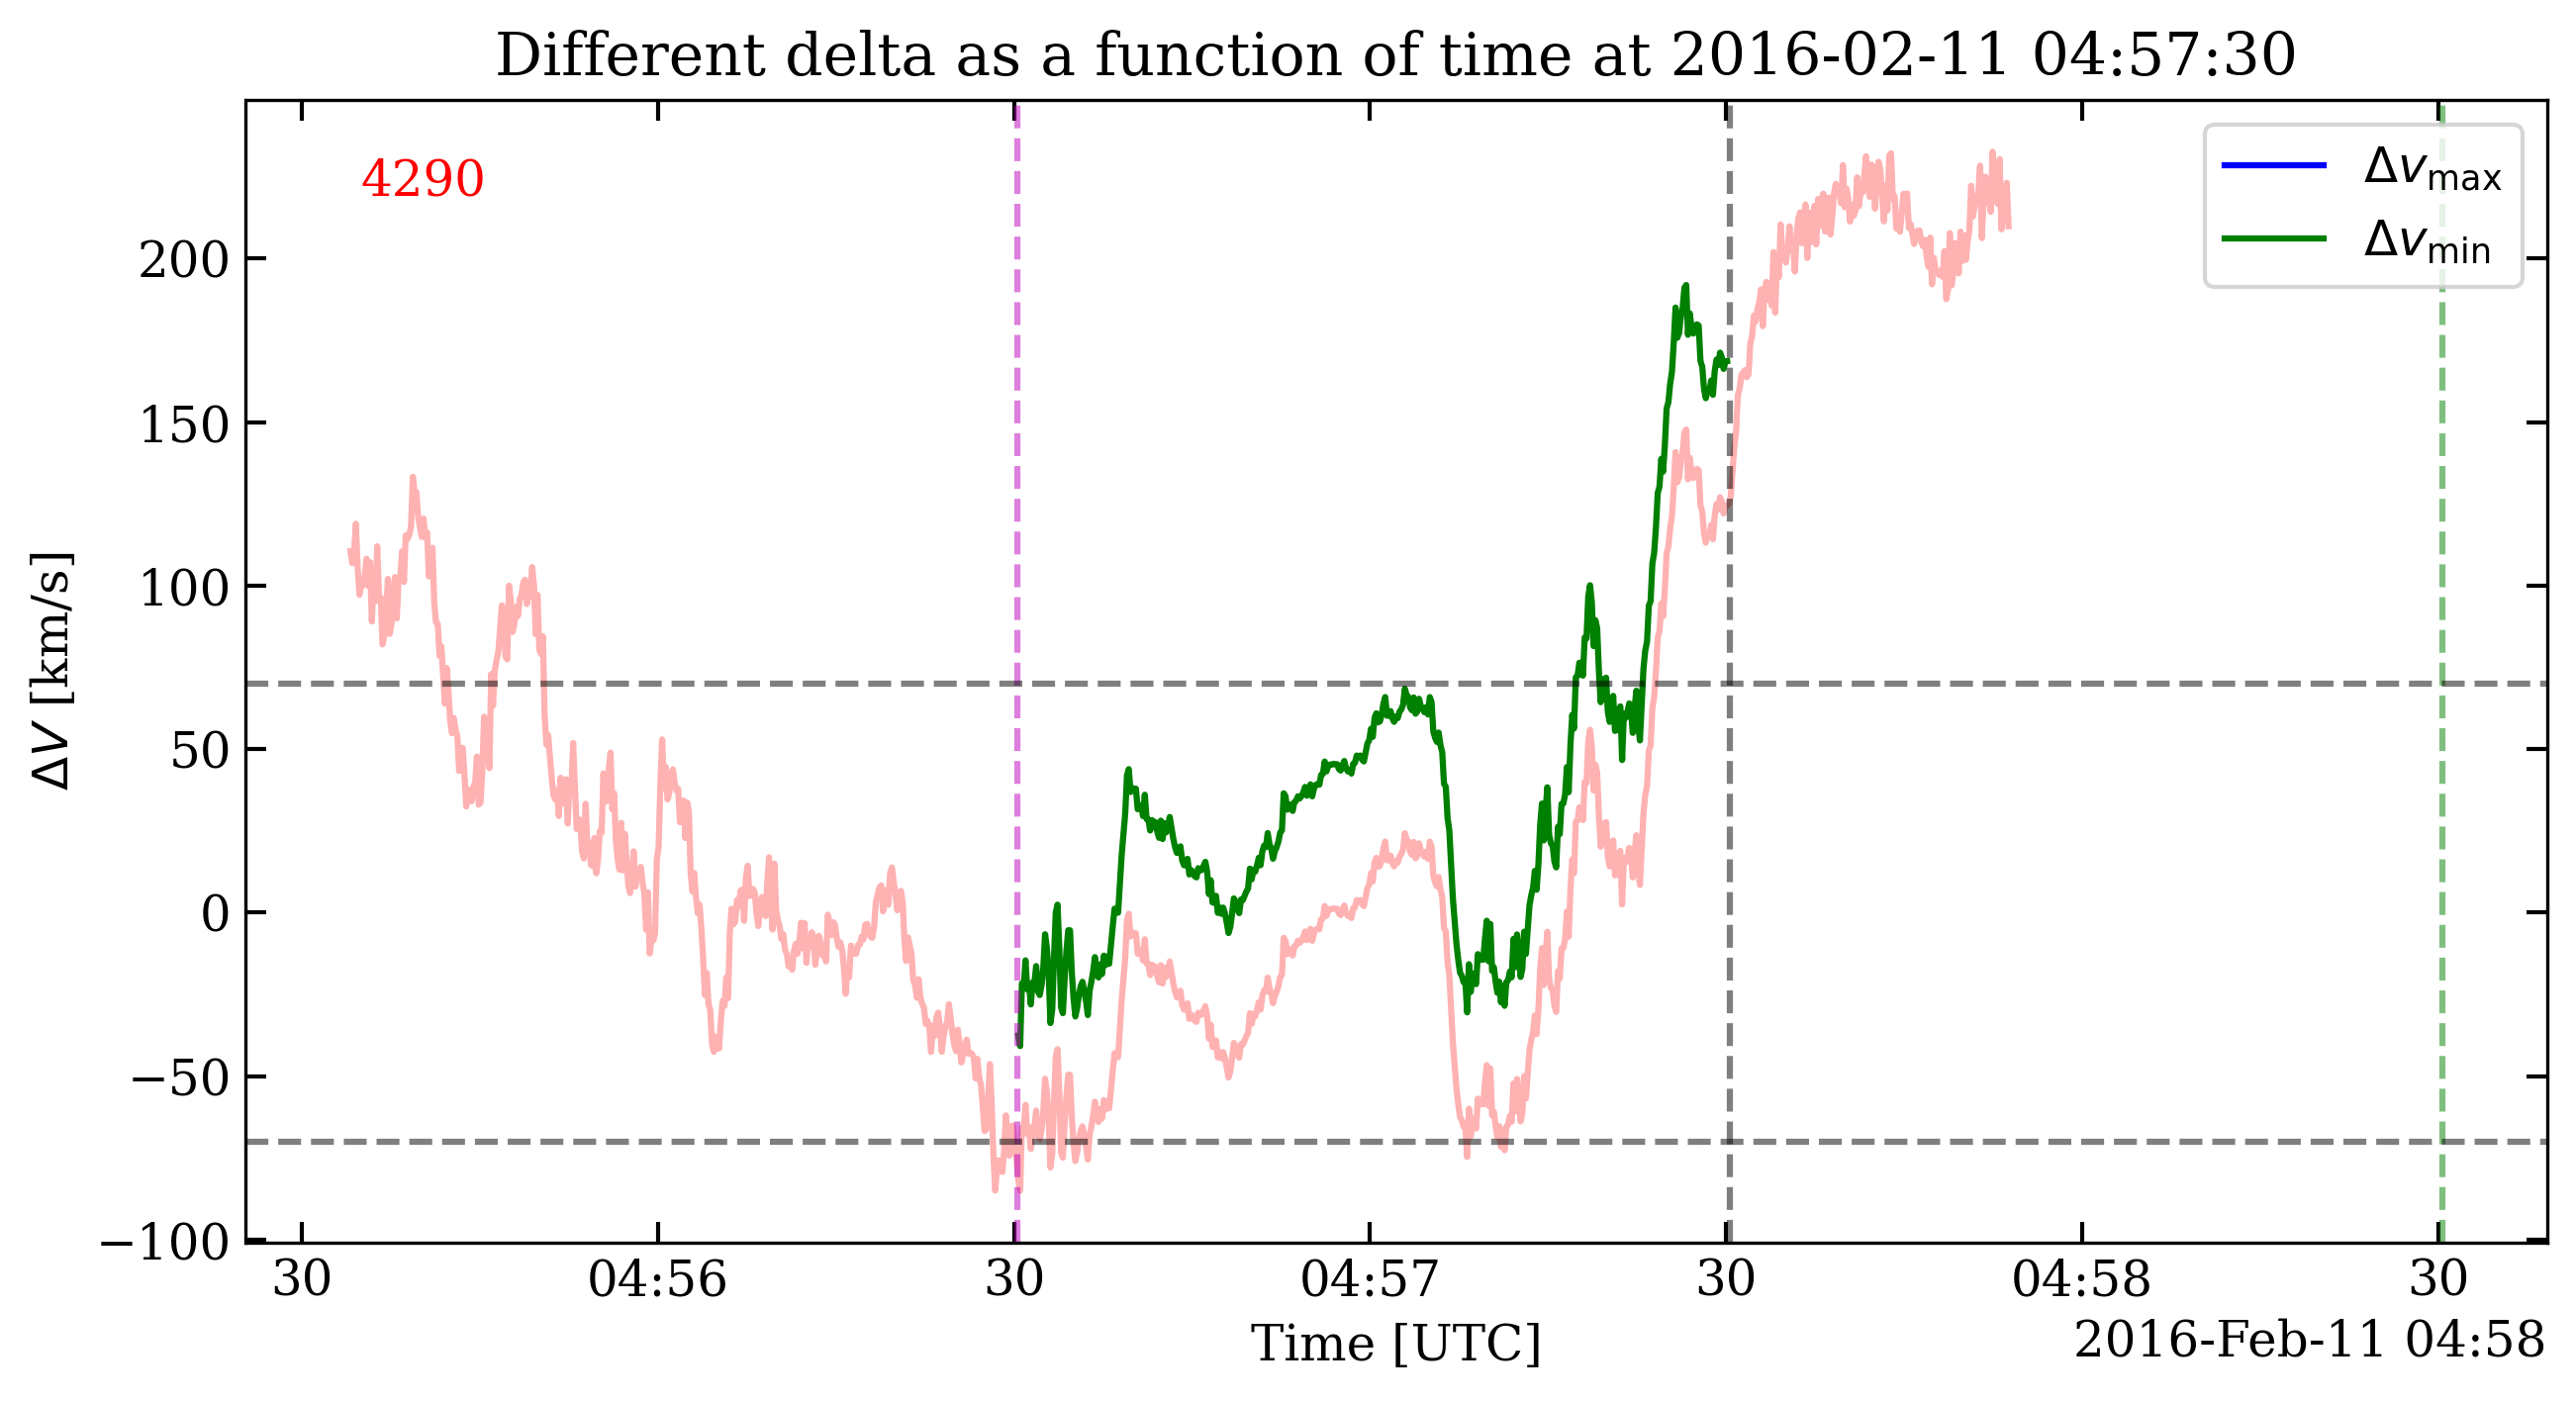 Different delta as a function of time at 2016-02-11 04:57:30
4290
Δv_max
Δv_min
200
150
100
50
0
−50
−100
ΔV [km/s]
30 04:56 30 04:57 30 04:58 30
Time [UTC]
2016-Feb-11 04:58